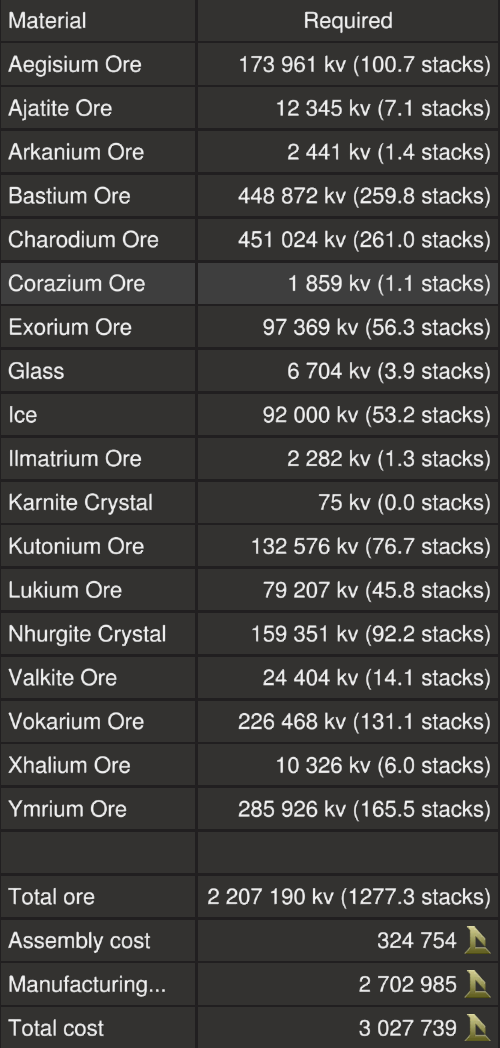 Material Required
Aegisium Ore 173 961 kv (100.7 stacks)
Ajatite Ore 12 345 kv (7.1 stacks)
Arkanium Ore 2 441 kv (1.4 stacks)
Bastium Ore 448 872 kv (259.8 stacks)
Charodium Ore 451 024 kv (261.0 stacks)
Corazium Ore 1 859 kv (1.1 stacks)
Exorium Ore 97 369 kv (56.3 stacks)
Glass 6 704 kv (3.9 stacks)
Ice 92 000 kv (53.2 stacks)
Ilmatrium Ore 2 282 kv (1.3 stacks)
Karnite Crystal 75 kv (0.0 stacks)
Kutonium Ore 132 576 kv (76.7 stacks)
Lukium Ore 79 207 kv (45.8 stacks)
Nhurgite Crystal 159 351 kv (92.2 stacks)
Valkite Ore 24 404 kv (14.1 stacks)
Vokarium Ore 226 468 kv (131.1 stacks)
Xhalium Ore 10 326 kv (6.0 stacks)
Ymrium Ore 285 926 kv (165.5 stacks)
Total ore 2 207 190 kv (1277.3 stacks)
Assembly cost 324 754
Manufacturing... 2 702 985
Total cost 3 027 739